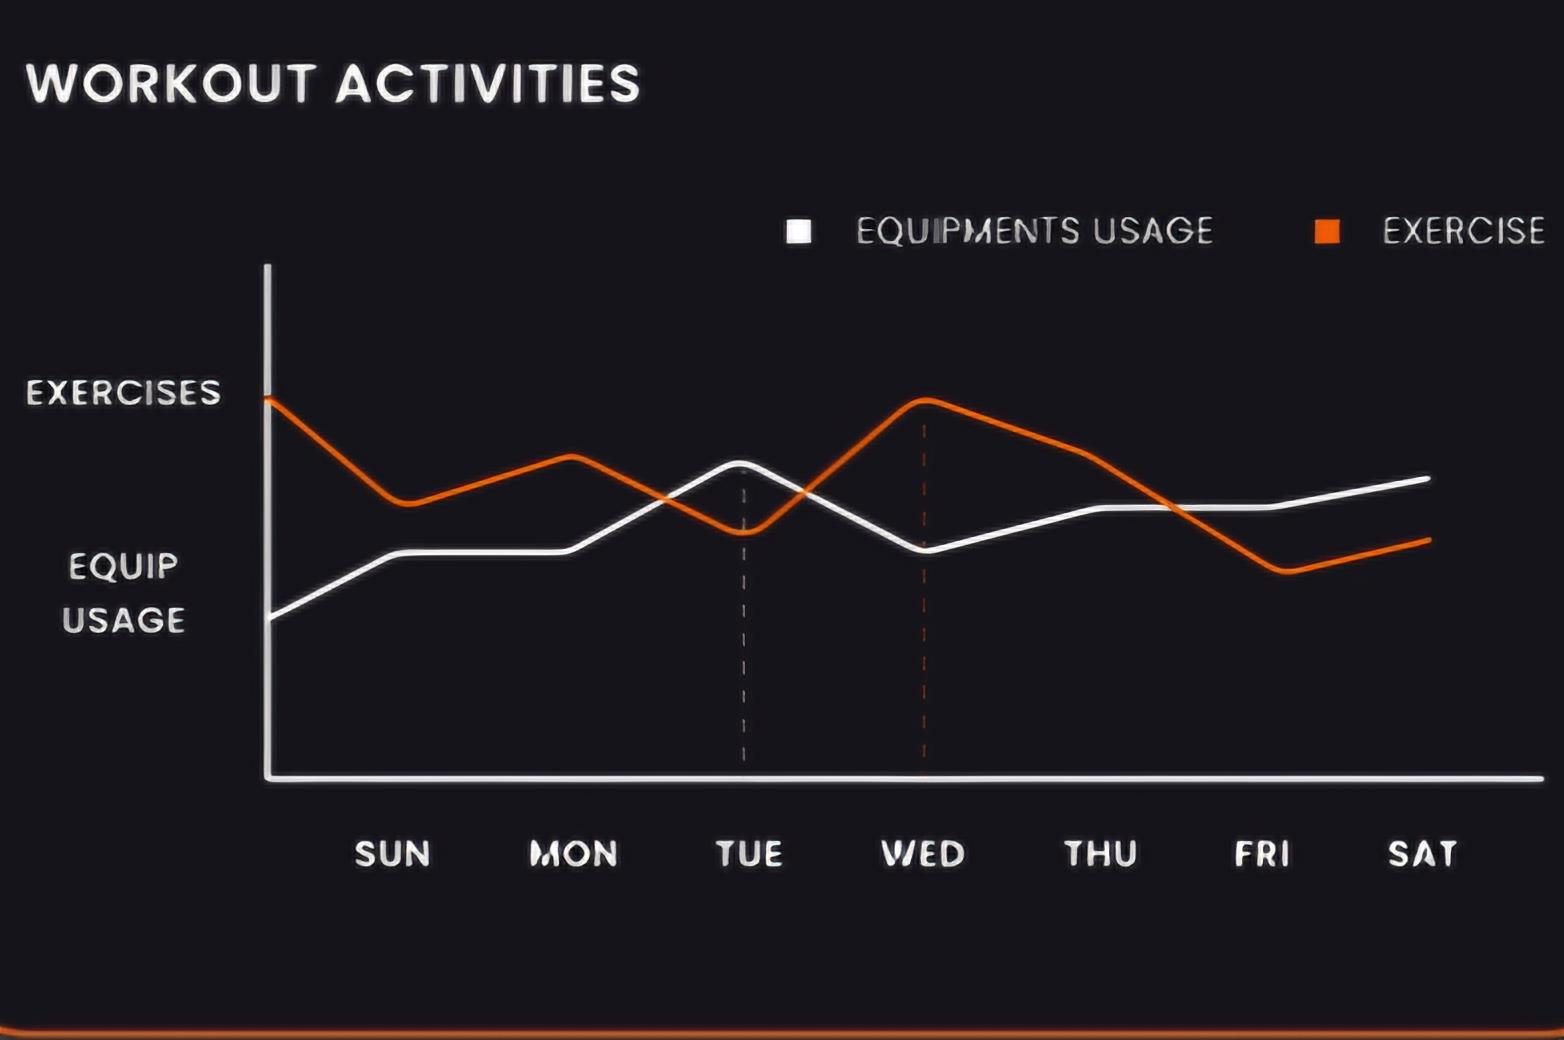 WORKOUT ACTIVITIES
EQUIPMENTS USAGE EXERCISE
EXERCISES
EQUIP
USAGE
SUN MON TUE WED THU FRI SAT